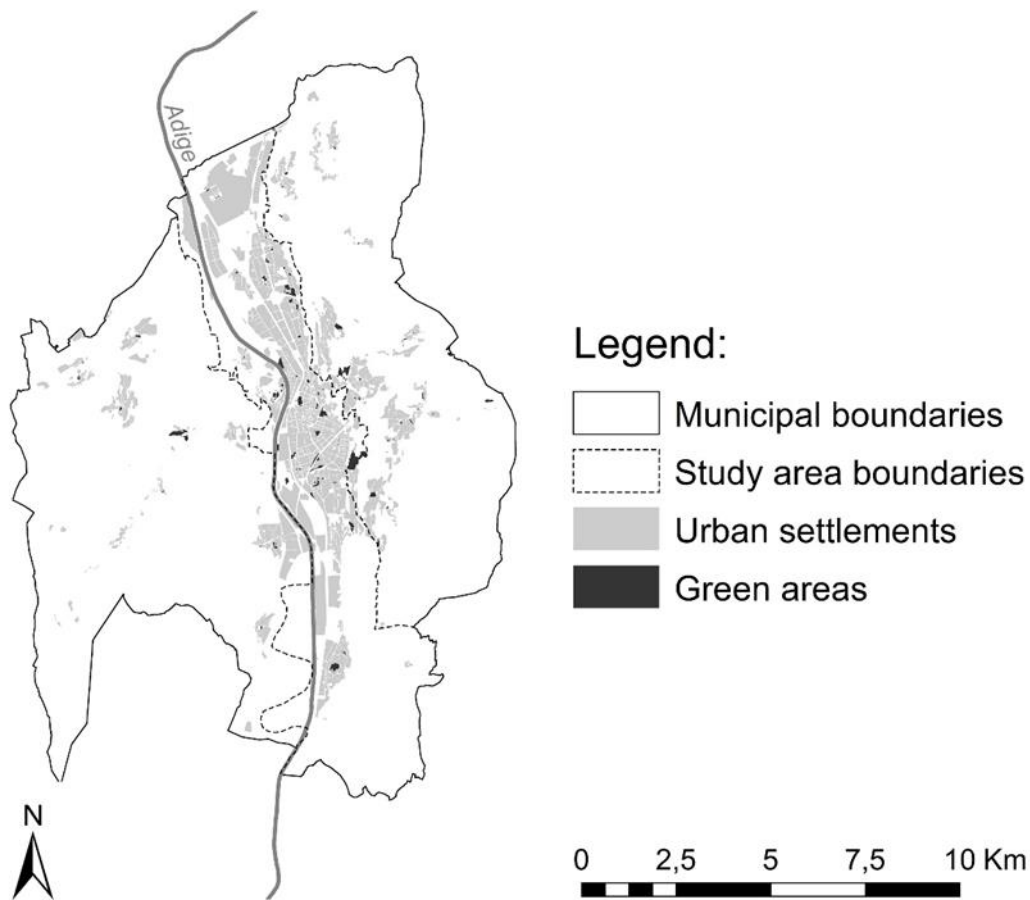 Adige
Legend:
Municipal boundaries
Study area boundaries
Urban settlements
Green areas
N
0 2,5 5 7,5 10 Km